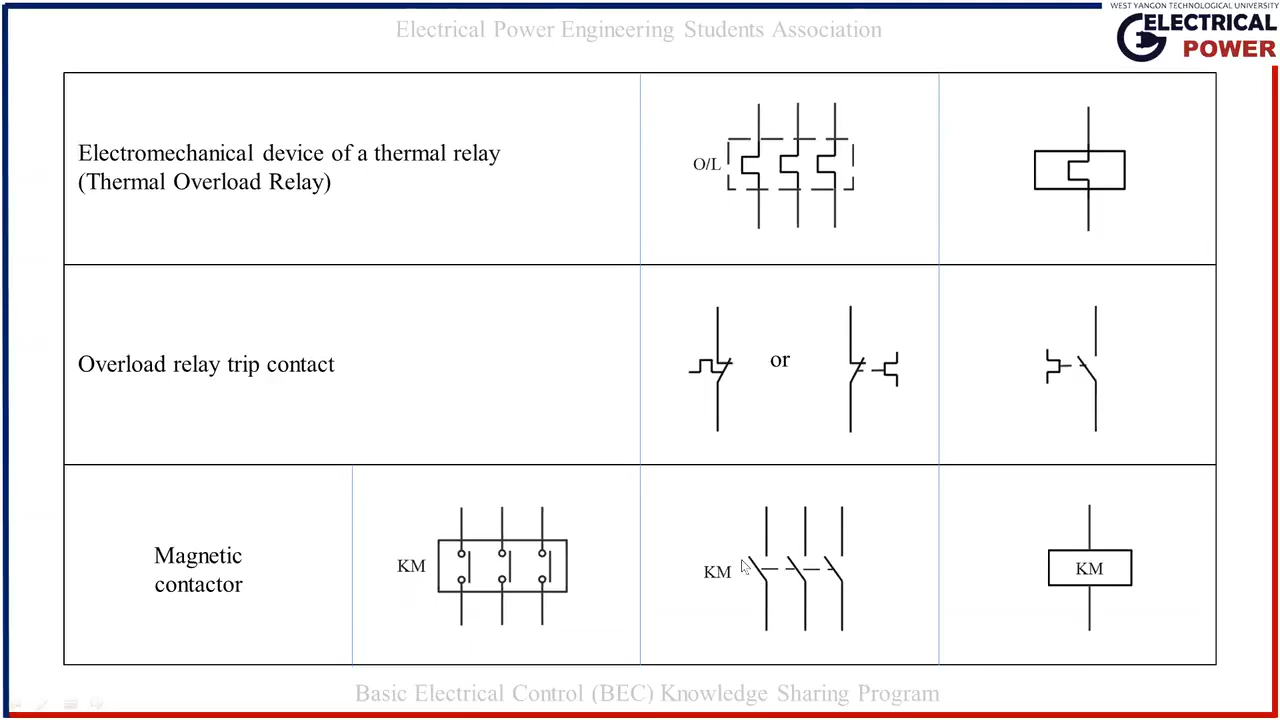 WEST YANGON TECHNOLOGICAL UNIVERSITY
ELECTRICAL
POWER
Electrical Power Engineering Students Association
Electromechanical device of a thermal relay
(Thermal Overload Relay)
O/L
Overload relay trip contact
or
Magnetic
contactor
KM
KM
KM
Basic Electrical Control (BEC) Knowledge Sharing Program